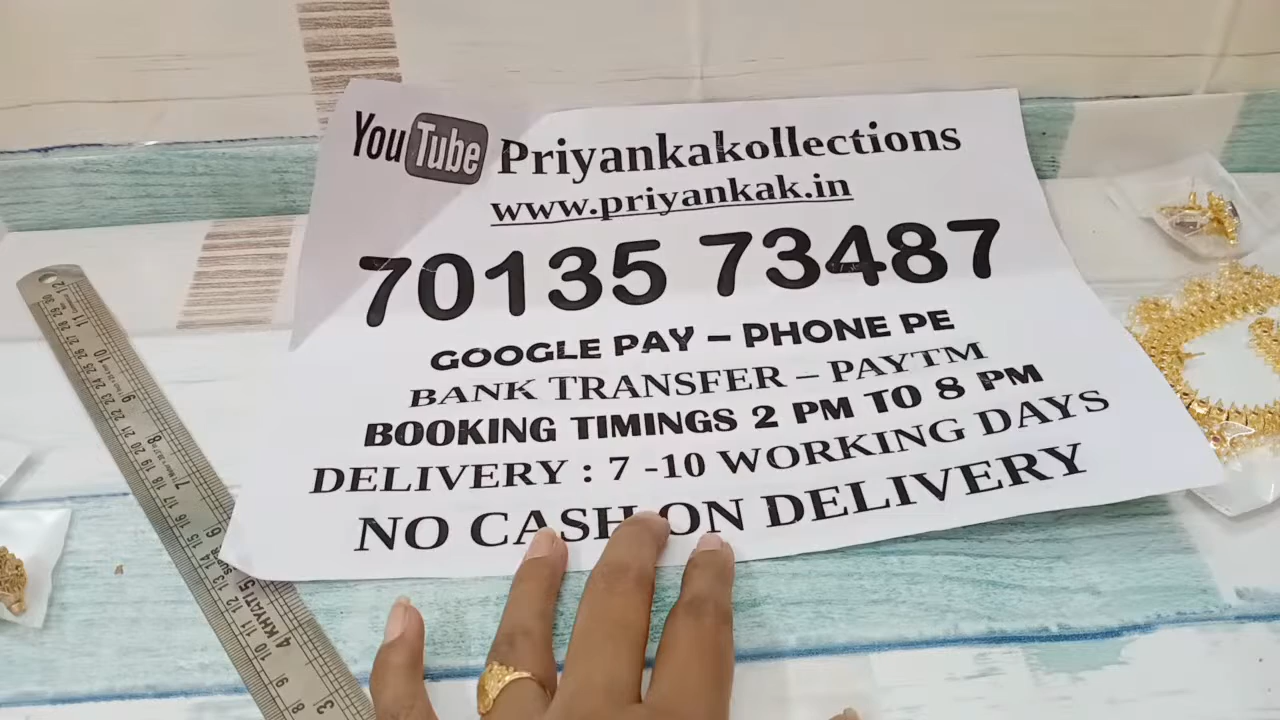 YouTube Priyankakollections
www.priyankak.in
70135 73487
GOOGLE PAY – PHONE PE
BANK TRANSFER – PAYTM
BOOKING TIMINGS 2 PM TO 8 PM
DELIVERY : 7 -10 WORKING DAYS
NO CASH ON DELIVERY
KHYATI